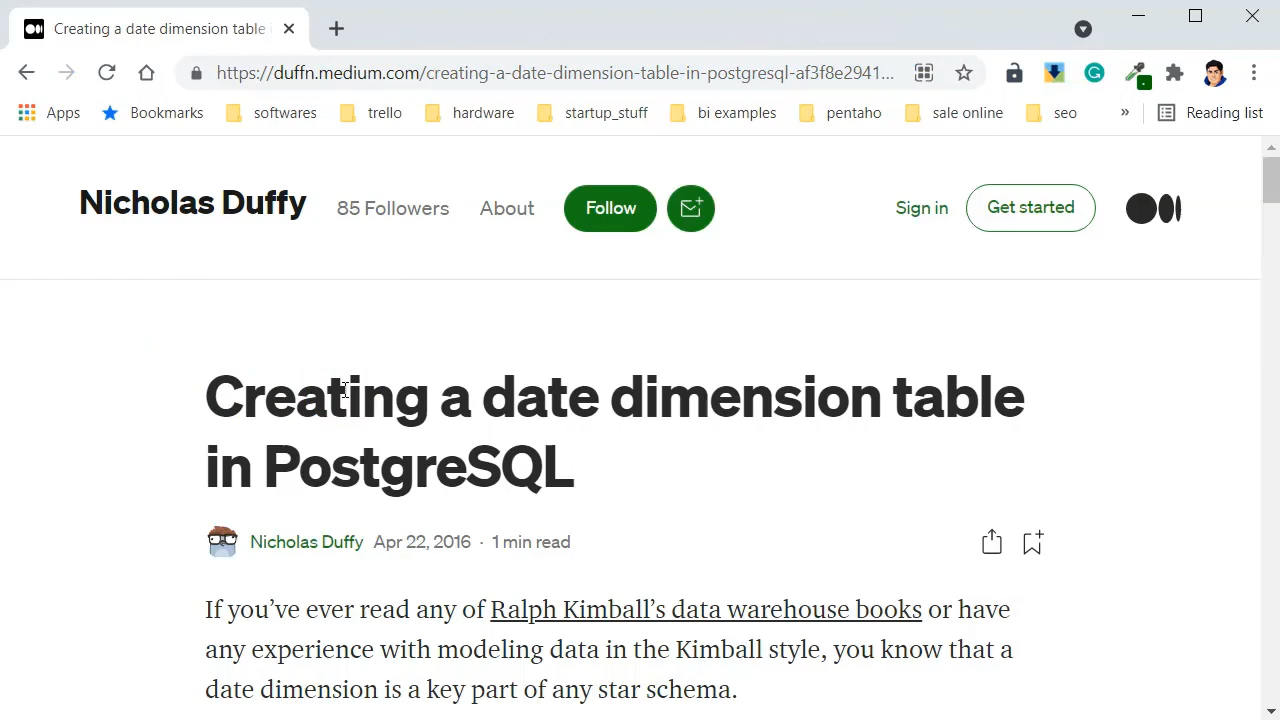 Creating a date dimension table i
https://duffn.medium.com/creating-a-date-dimension-table-in-postgresql-af3f8e2941...
Apps Bookmarks softwares trello hadware startup_stuff bi examples pentaho sale online seo » Reading list
Nicholas Duffy 85 Followers About Follow Sign in Get started
Creating a date dimension table
in PostgreSQL
Nicholas Duffy Apr 22, 2016 · 1 min read
If you’ve ever read any of Ralph Kimball’s data warehouse books or have
any experience with modeling data in the Kimball style, you know that a
date dimension is a key part of any star schema.